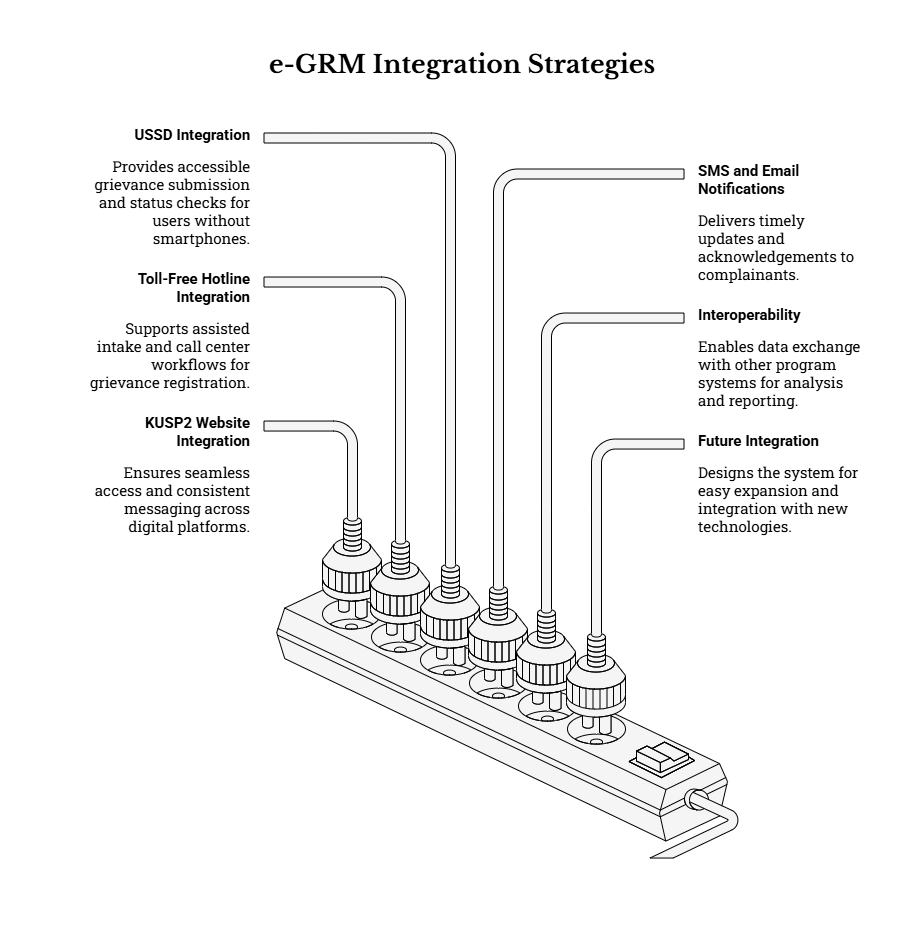 e-GRM Integration Strategies
USSD Integration
Provides accessible
grievance submission
and status checks for
users without
smartphones.
Toll-Free Hotline
Integration
Supports assisted
intake and call center
workflows for
grievance registration.
KUSP2 Website
Integration
Ensures seamless
access and consistent
messaging across
digital platforms.
SMS and Email
Notifications
Delivers timely
updates and
acknowledgements to
complainants.
Interoperability
Enables data exchange
with other program
systems for analysis
and reporting.
Future Integration
Designs the system for
easy expansion and
integration with new
technologies.